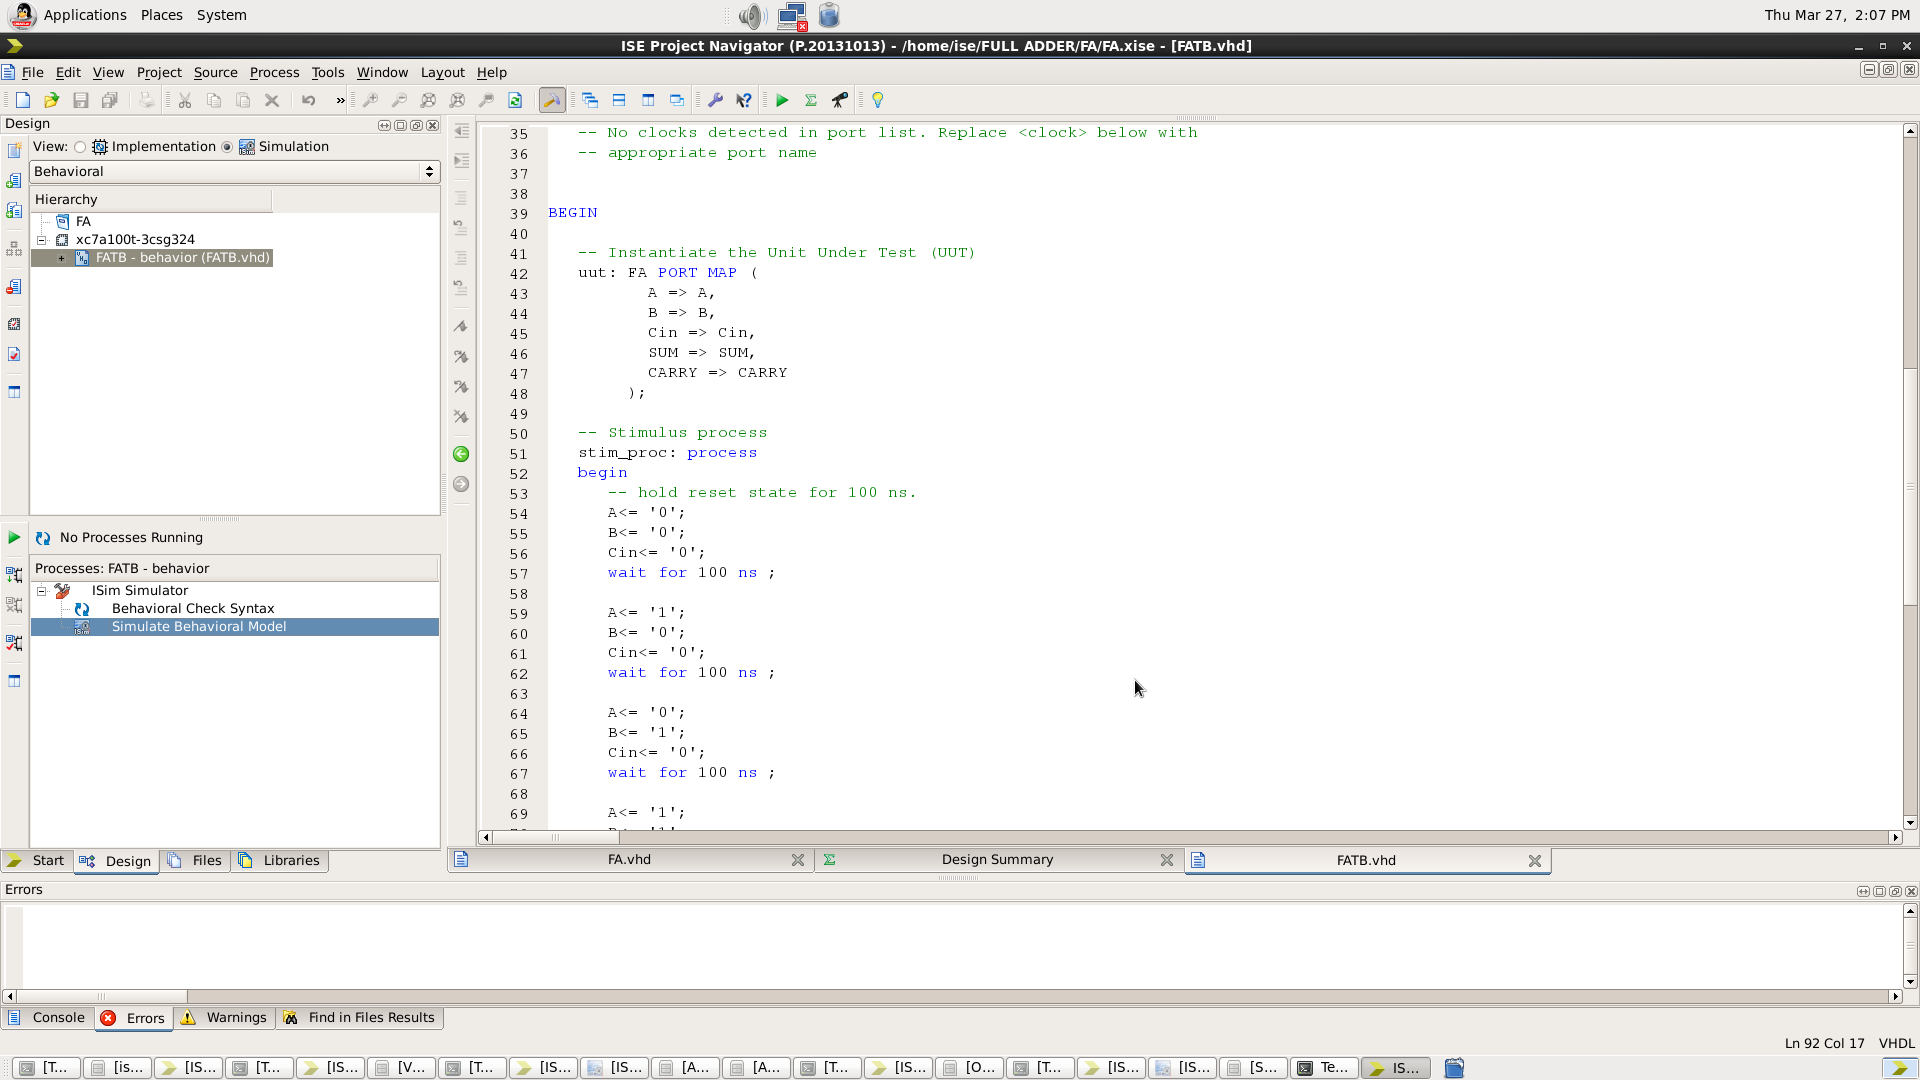 Applications Places System
Thu Mar 27, 2:07 PM
ISE Project Navigator (P.20131013) - /home/ise/FULL ADDER/FA/FA.xise - [FATB.vhd]
File Edit View Project Source Process Tools Window Layout Help
»
Design
View: Implementation Simulation
Behavioral
Hierarchy
FA
xc7a100t-3csg324
FATB - behavior (FATB.vhd)
No Processes Running
Processes: FATB - behavior
ISim Simulator
Behavioral Check Syntax
Simulate Behavioral Model
Start Design Files Libraries
35 -- No clocks detected in port list. Replace <clock> below with
36 -- appropriate port name
37
38
39 BEGIN
40
41 -- Instantiate the Unit Under Test (UUT)
42 uut: FA PORT MAP (
43 A => A,
44 B => B,
45 Cin => Cin,
46 SUM => SUM,
47 CARRY => CARRY
48 );
49
50 -- Stimulus process
51 stim_proc: process
52 begin
53 -- hold reset state for 100 ns.
54 A<= '0';
55 B<= '0';
56 Cin<= '0';
57 wait for 100 ns ;
58
59 A<= '1';
60 B<= '0';
61 Cin<= '0';
62 wait for 100 ns ;
63
64 A<= '0';
65 B<= '1';
66 Cin<= '0';
67 wait for 100 ns ;
68
69 A<= '1';
FA.vhd Design Summary FATB.vhd
Errors
Console Errors Warnings Find in Files Results
Ln 92 Col 17 VHDL
[T... [is... [IS... [T... [IS... [V... [T... [IS... [IS... [A... [A... [T... [IS... [O... [T... [IS... [IS... [S... Te... IS...